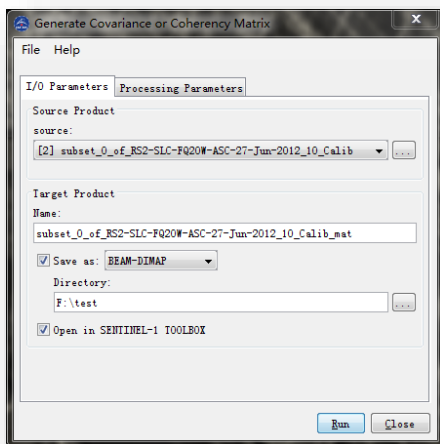 Generate Covariance or Coherency Matrix
x
File Help
I/O Parameters Processing Parameters
Source Product
source:
[2] subset_0_of_RS2-SLC-FQ20W-ASC-27-Jun-2012_10_Calib ...
Target Product
Name:
subset_0_of_RS2-SLC-FQ20W-ASC-27-Jun-2012_10_Calib_mat
Save as: BEAM-DIMAP
Directory:
F:\test ...
Open in SENTINEL-1 TOOLBOX
Run Close